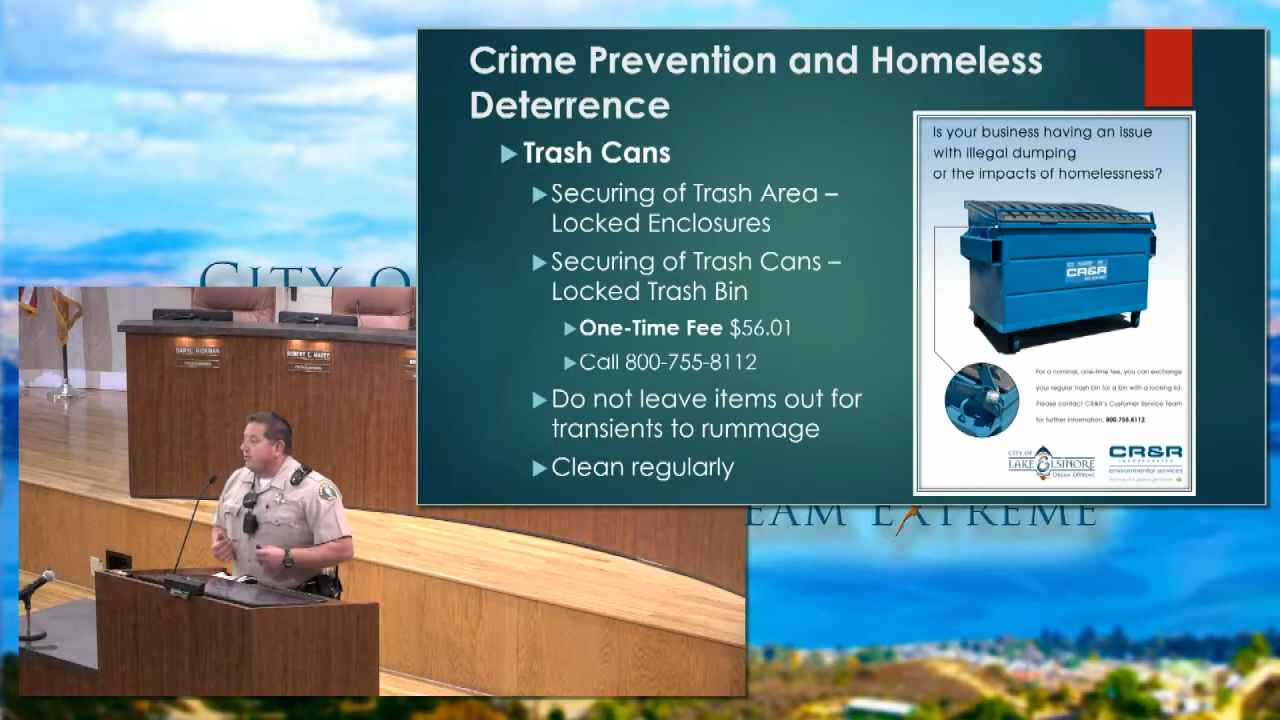 Crime Prevention and Homeless
Deterrence
Trash Cans
Securing of Trash Area –
Locked Enclosures
Securing of Trash Cans –
Locked Trash Bin
One-Time Fee $56.01
Call 800-755-8112
Do not leave items out for
transients to rummage
Clean regularly
Is your business having an issue
with illegal dumping
or the impacts of homelessness?
CR&R
For a nominal, one-time fee, you can exchange
your regular trash bin for a bin with a locking lid.
Please contact CR&R's Customer Service Team
for further information, 800.755.8112
CITY OF
LAKE ELSINORE
DREAM EXTREME
CR&R
INCORPORATED
environmental services
CITY O
EAM EXTREME
DARYL HICKMAN
ROBERT E. MAGEE